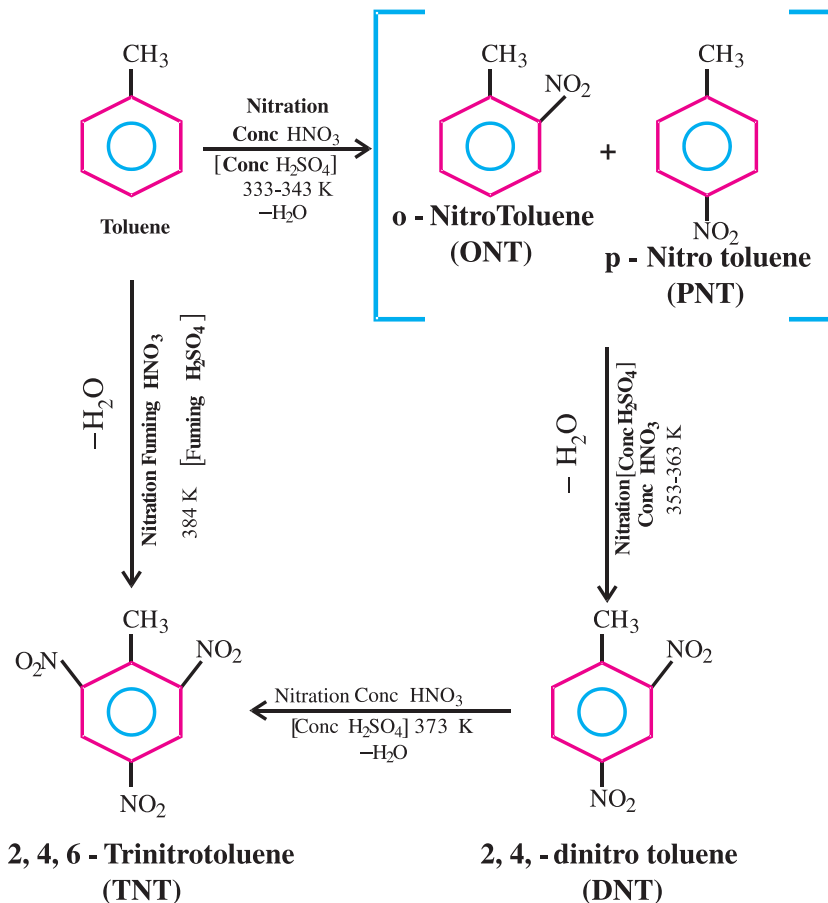 CH₃
Toluene
Nitration
Conc HNO₃
[Conc H₂SO₄]
333-343 K
–H₂O
CH₃
NO₂
o - NitroToluene
(ONT)
+
CH₃
NO₂
p - Nitro toluene
(PNT)
–H₂O
Nitration Fuming HNO₃
384 K [Fuming H₂SO₄]
– H₂O
Nitration [Conc H₂SO₄]
Conc HNO₃
353-363 K
CH₃
O₂N
NO₂
NO₂
2, 4, 6 - Trinitrotoluene
(TNT)
Nitration Conc HNO₃
[Conc H₂SO₄] 373 K
–H₂O
CH₃
NO₂
NO₂
2, 4, - dinitro toluene
(DNT)